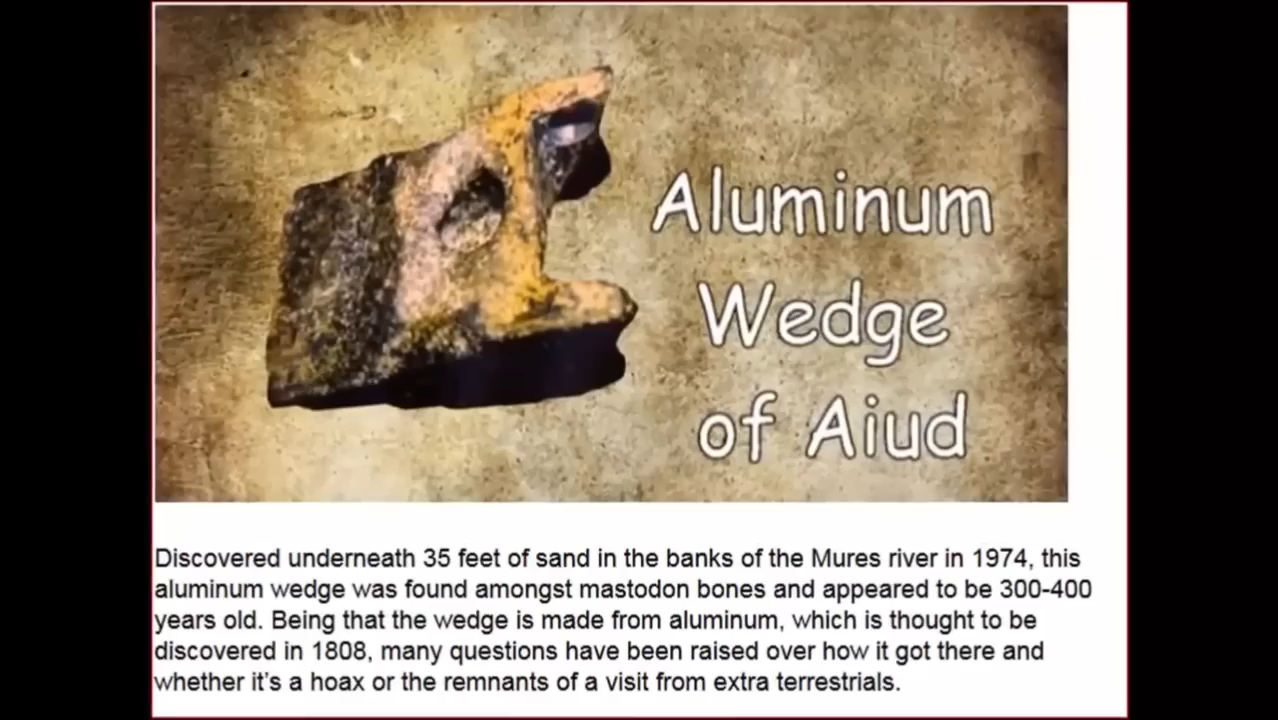 Aluminum
Wedge
of Aiud
Discovered underneath 35 feet of sand in the banks of the Mures river in 1974, this
aluminum wedge was found amongst mastodon bones and appeared to be 300-400
years old. Being that the wedge is made from aluminum, which is thought to be
discovered in 1808, many questions have been raised over how it got there and
whether it's a hoax or the remnants of a visit from extra terrestrials.